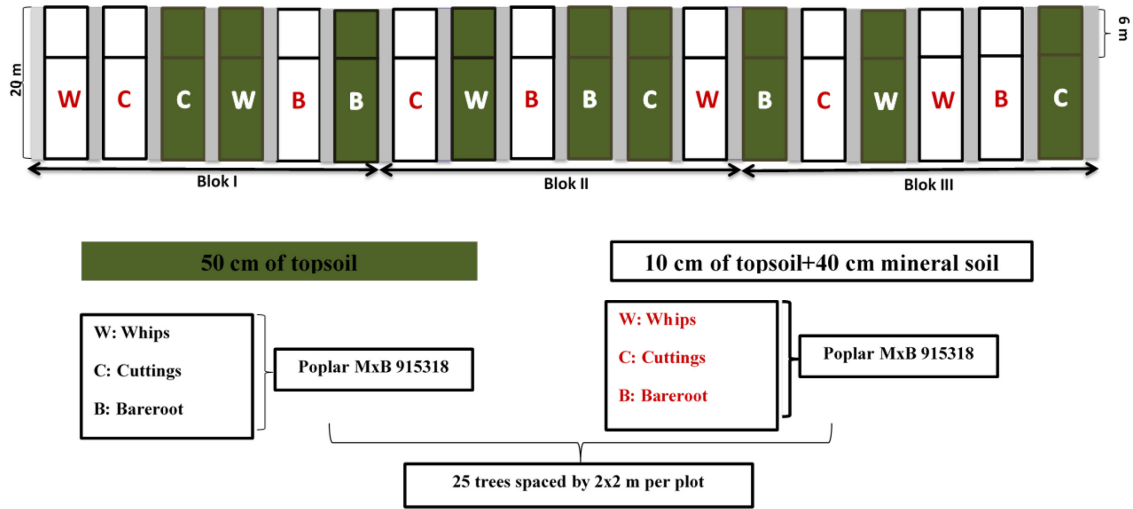 20 m
6 m
W C C W B B C W B B C W B C W W B C
Blok I
Blok II
Blok III
50 cm of topsoil
10 cm of topsoil+40 cm mineral soil
W: Whips
C: Cuttings
B: Bareroot
Poplar MxB 915318
W: Whips
C: Cuttings
B: Bareroot
Poplar MxB 915318
25 trees spaced by 2x2 m per plot